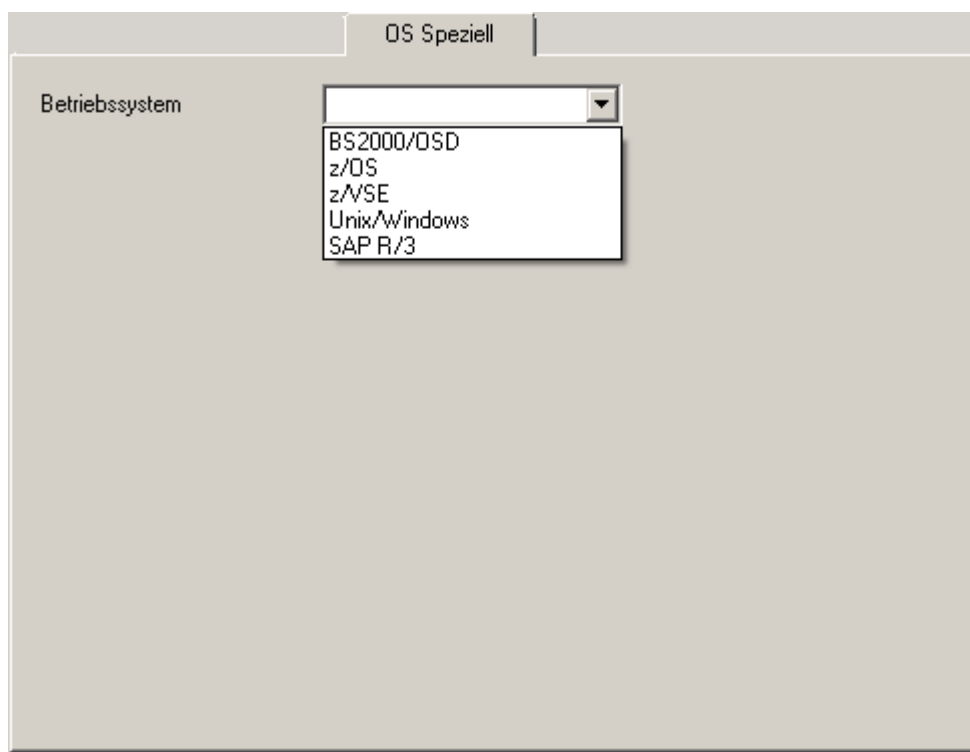 OS Speziell
Betriebssystem
BS2000/OSD
z/OS
z/VSE
Unix/Windows
SAP R/3